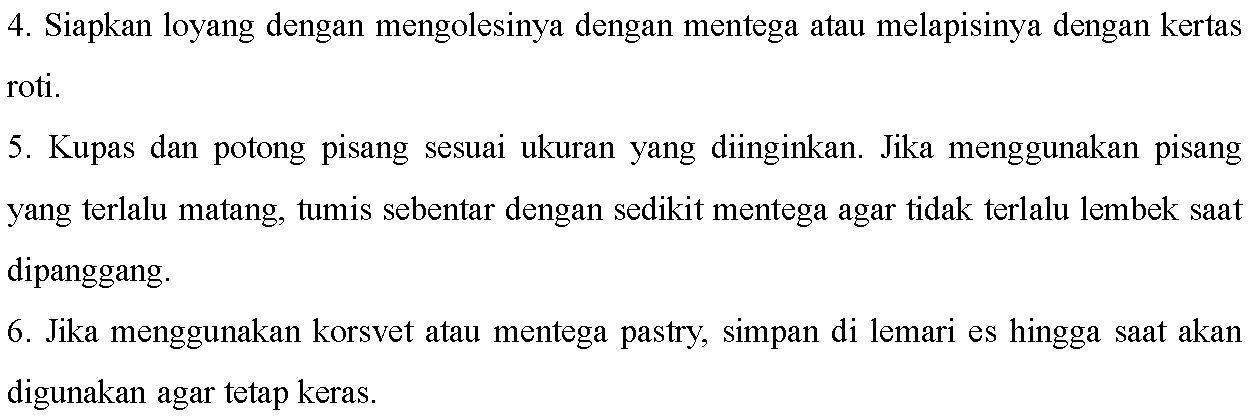 4. Siapkan loyang dengan mengolesinya dengan mentega atau melapisinya dengan kertas
roti.
5. Kupas dan potong pisang sesuai ukuran yang diinginkan. Jika menggunakan pisang
yang terlalu matang, tumis sebentar dengan sedikit mentega agar tidak terlalu lembek saat
dipanggang.
6. Jika menggunakan korsvet atau mentega pastry, simpan di lemari es hingga saat akan
digunakan agar tetap keras.